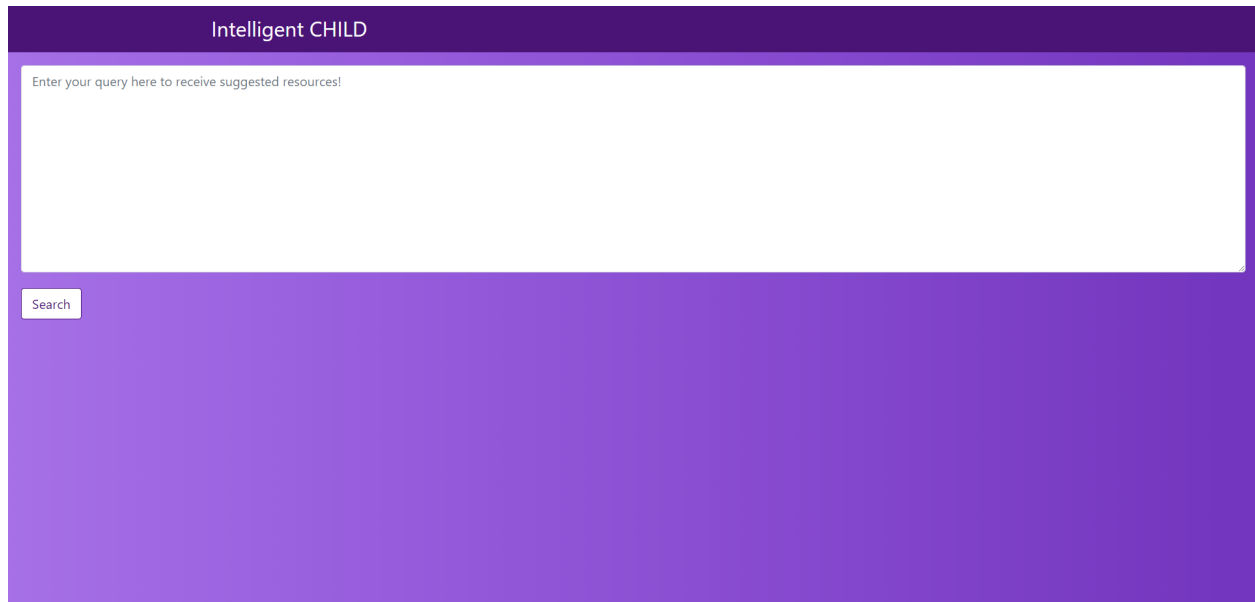 Intelligent CHILD
Enter your query here to receive suggested resources!
Search